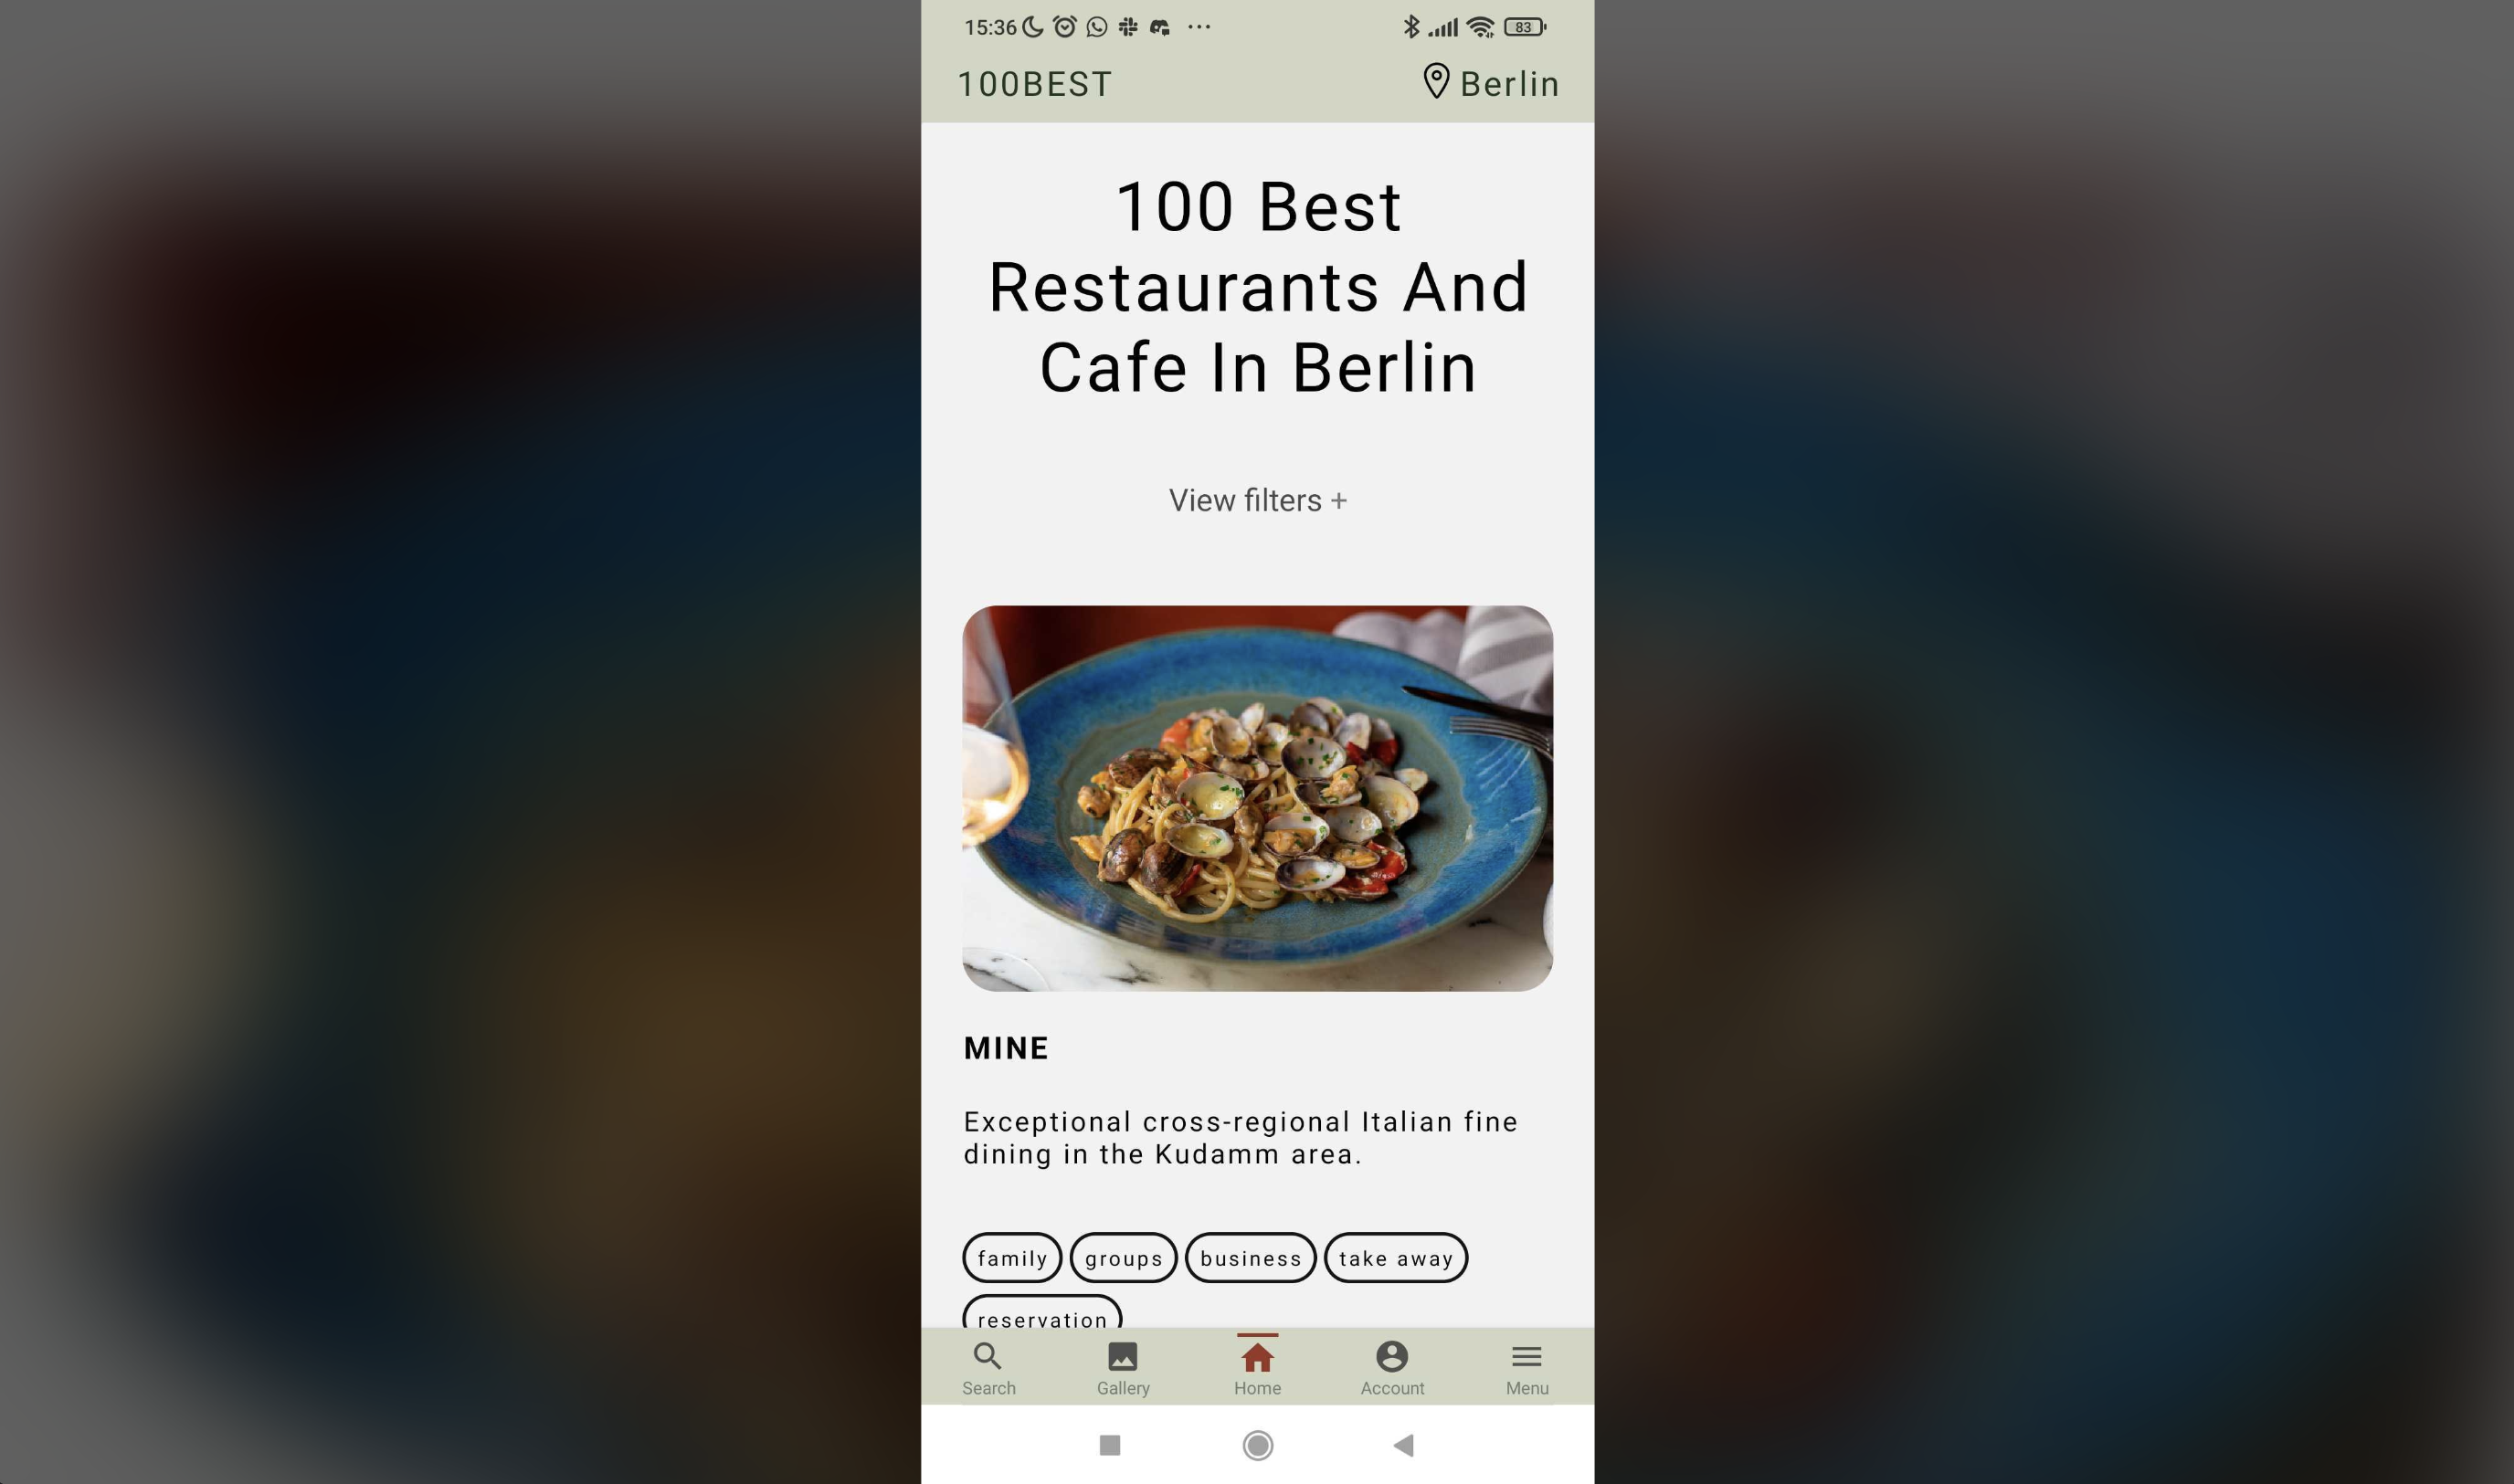 15:36 83
100BEST Berlin
100 Best
Restaurants And
Cafe In Berlin
View filters +
MINE
Exceptional cross-regional Italian fine
dining in the Kudamm area.
family groups business take away
reservation
Search Gallery Home Account Menu